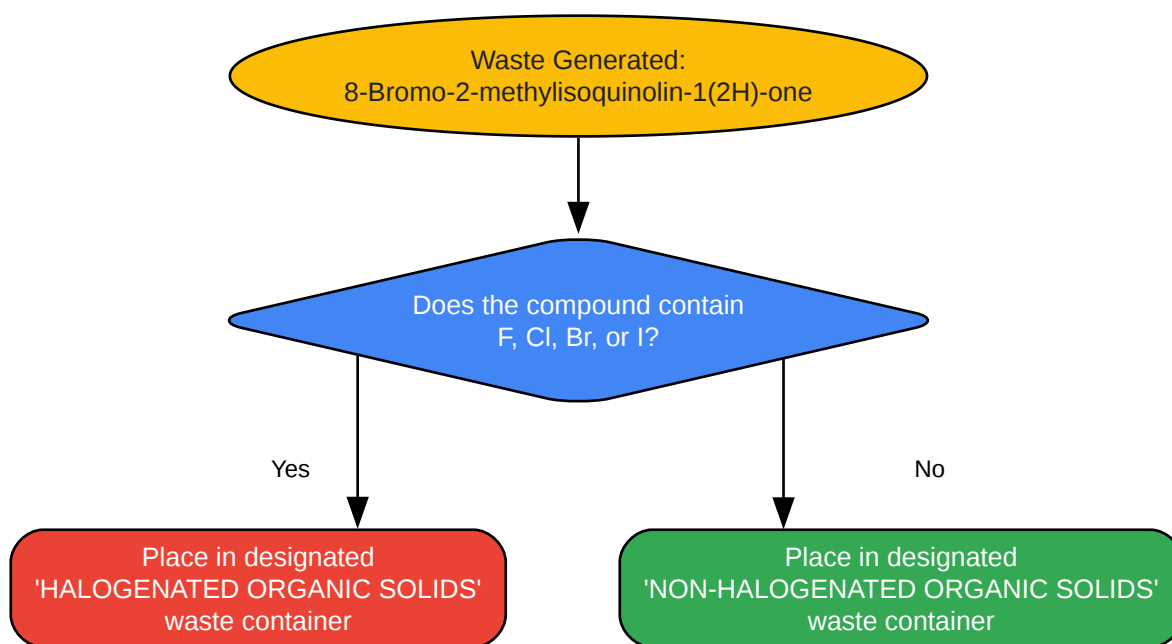 Waste Generated:
8-Bromo-2-methylisoquinolin-1(2H)-one
Does the compound contain
F, Cl, Br, or I?
Yes
No
Place in designated
'HALOGENATED ORGANIC SOLIDS'
waste container
Place in designated
'NON-HALOGENATED ORGANIC SOLIDS'
waste container